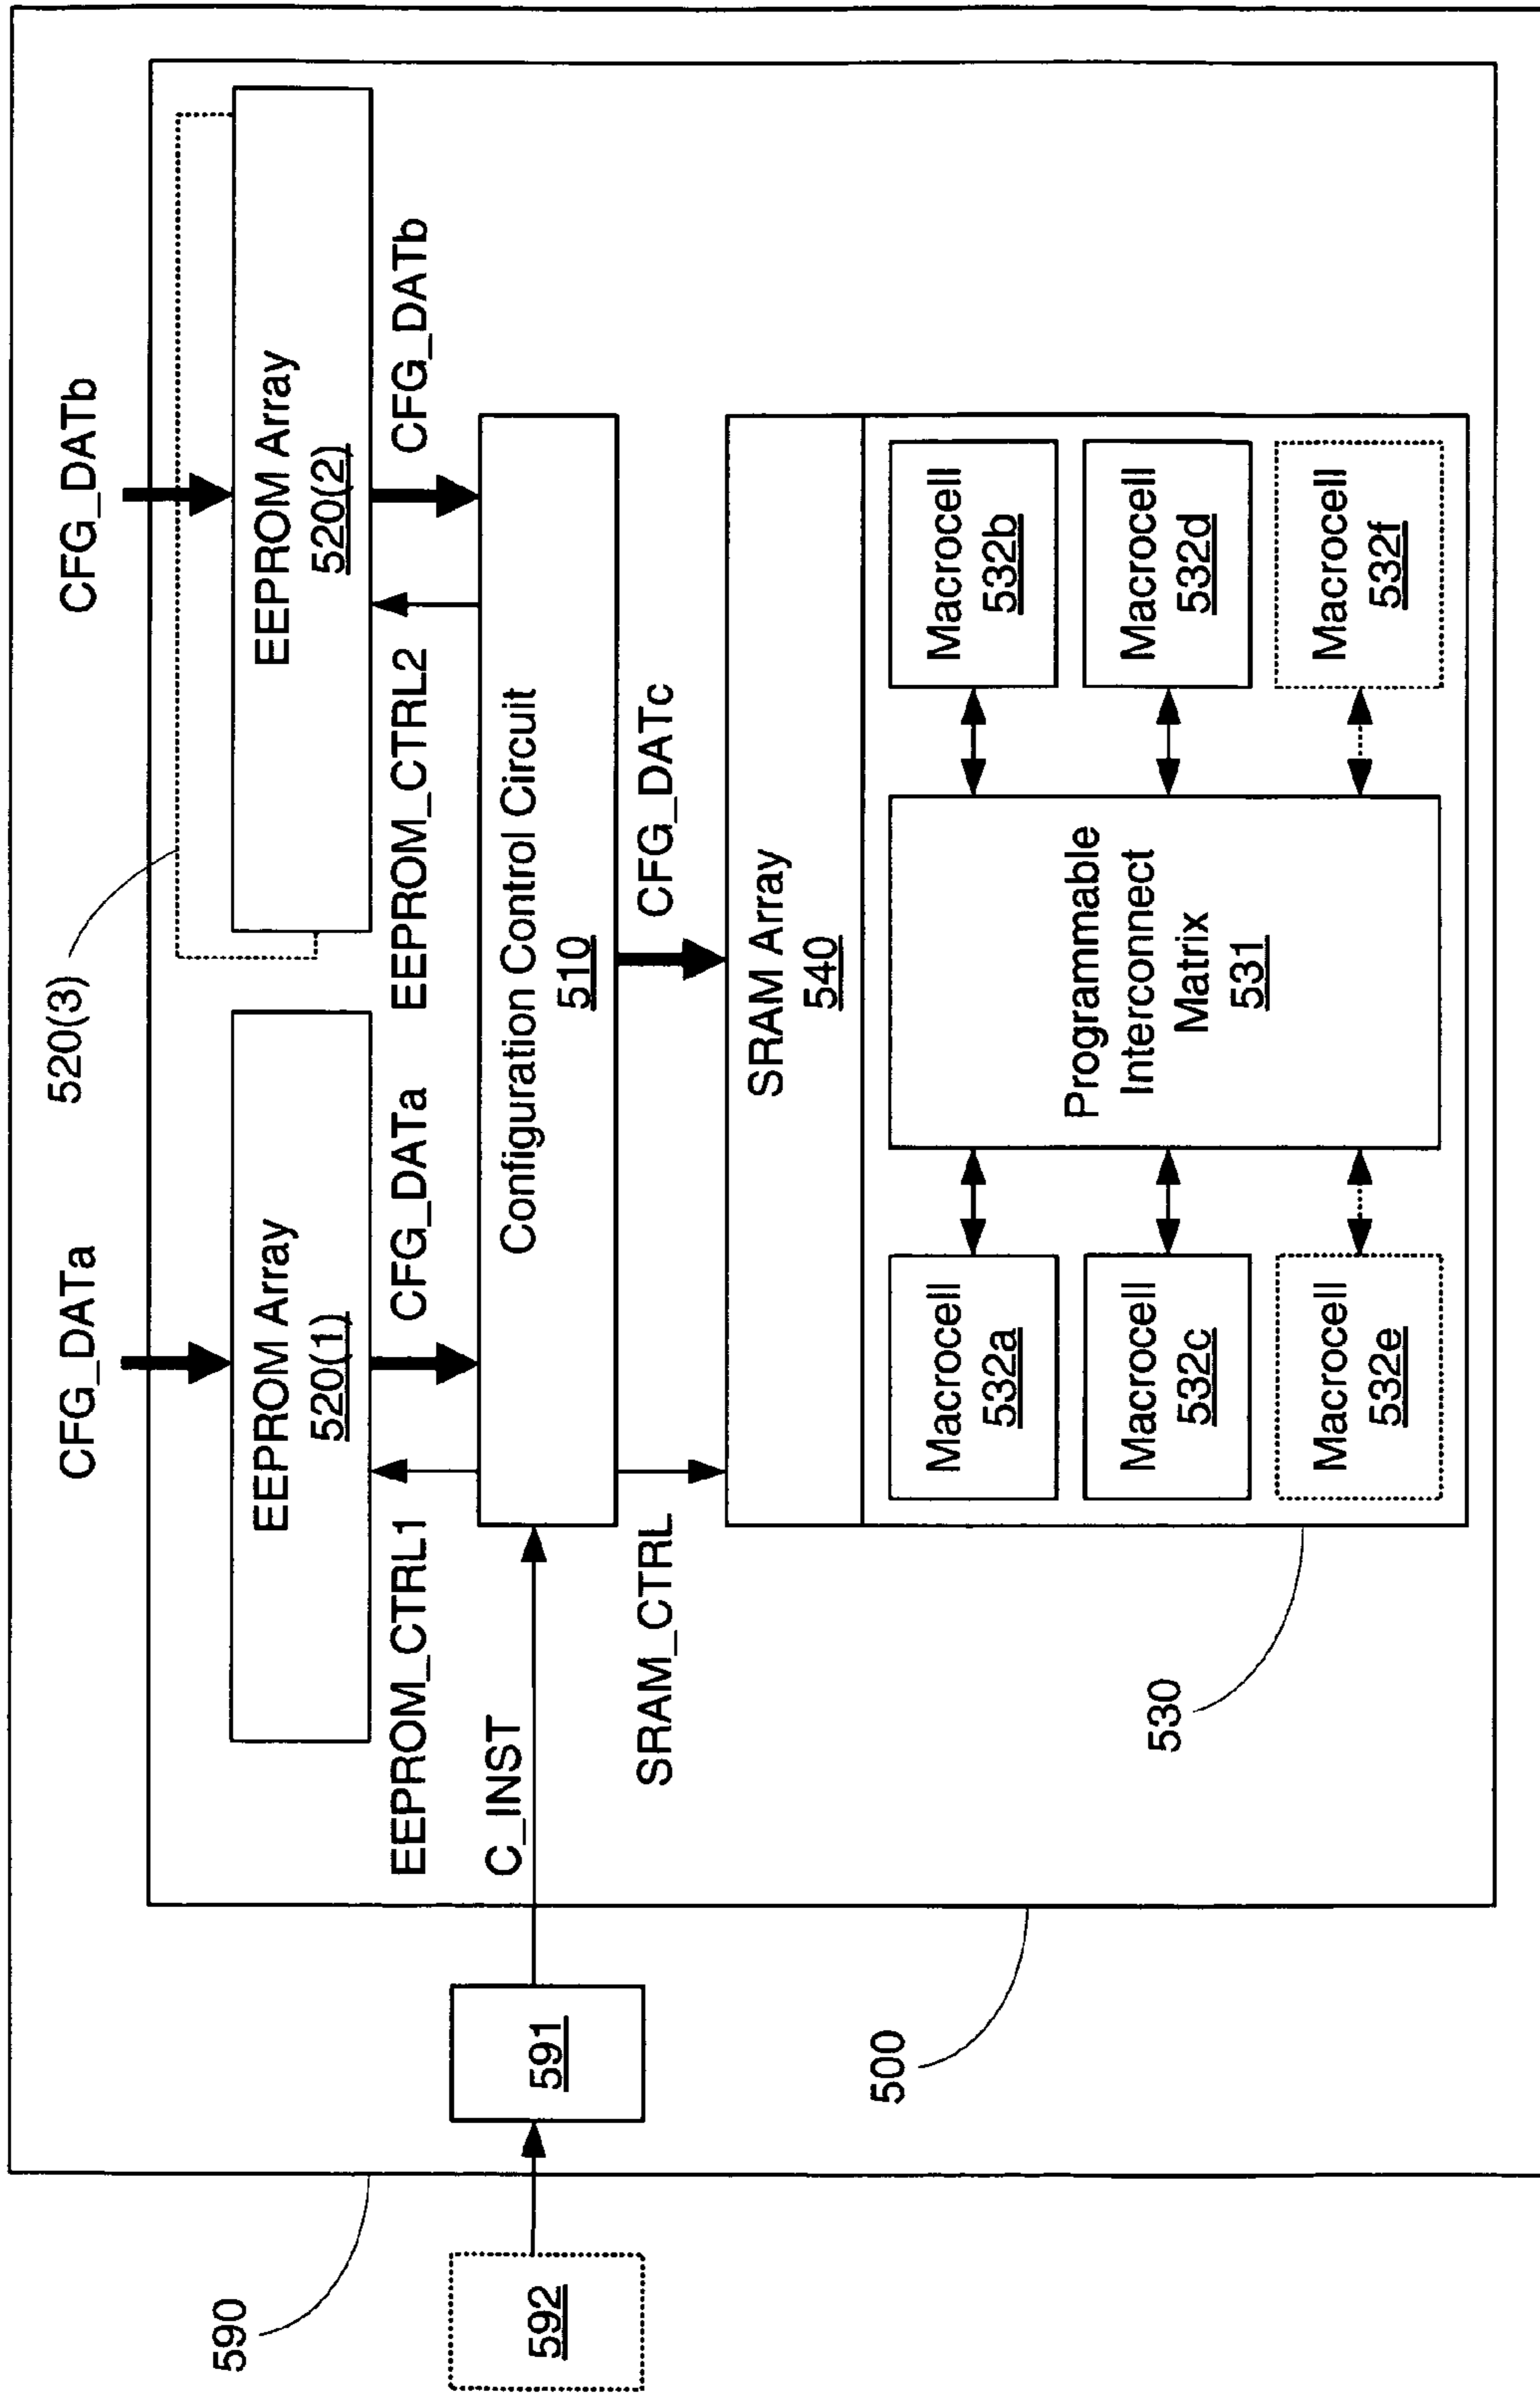 590
592
591
500
530
CFG_DATa
520(3)
CFG_DATb
EEPROM Array
520(1)
EEPROM Array
520(2)
EEPROM_CTRL1
CFG_DATa
EEPROM_CTRL2
CFG_DATb
C_INST
Configuration Control Circuit
510
SRAM_CTRL
CFG_DATc
SRAM Array
540
Macrocell
532a
Macrocell
532c
Macrocell
532e
Programmable
Interconnect
Matrix
531
Macrocell
532b
Macrocell
532d
Macrocell
532f